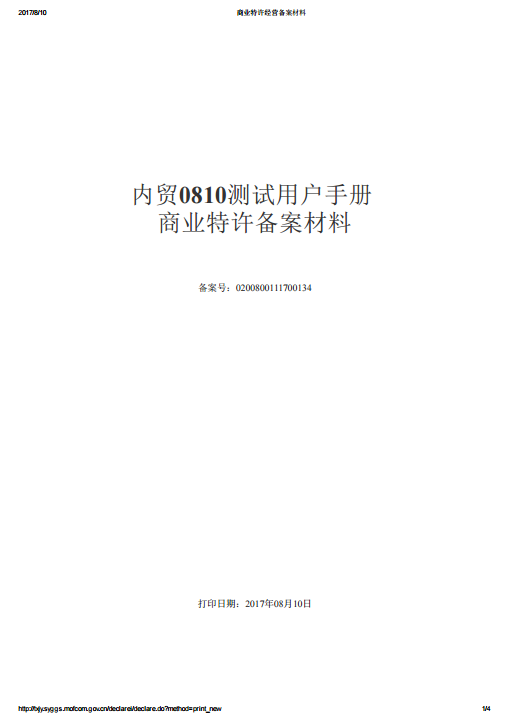 2017/8/10
商业特许经营备案材料
内贸0810测试用户手册
商业特许备案材料
备案号：0200800111700134
打印日期：2017年08月10日
http://txjy.syggs.mofcom.gov.cn/declarei/declare.do?method=print_new
1/4